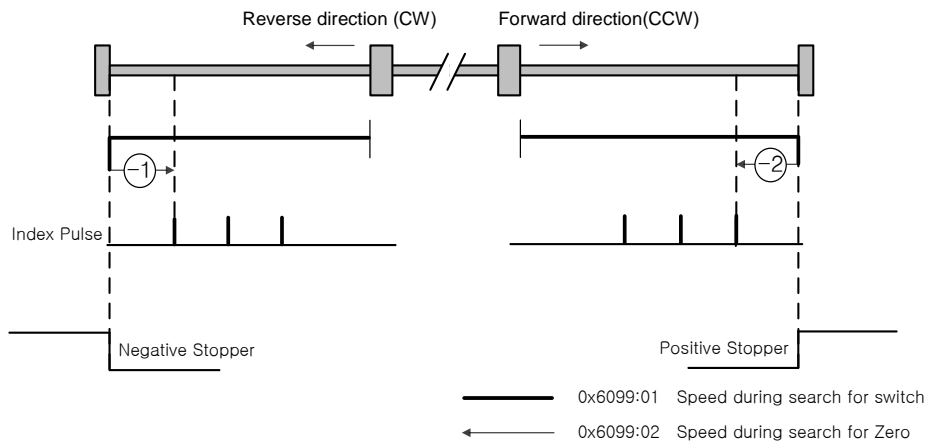 Reverse direction (CW)
Forward direction(CCW)
-1
-2
Index Pulse
Negative Stopper
Positive Stopper
0x6099:01 Speed during search for switch
0x6099:02 Speed during search for Zero